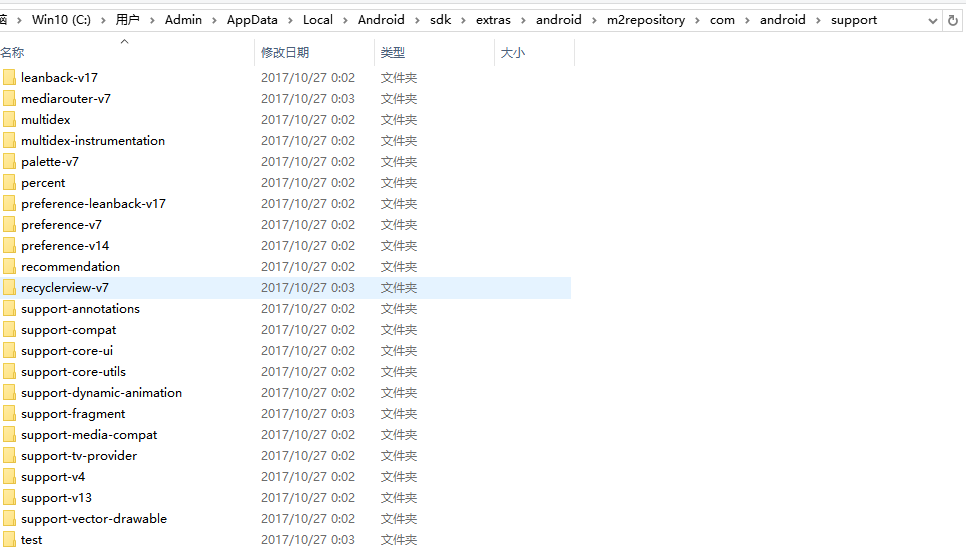 Win10 (C:) › 用户 › Admin › AppData › Local › Android › sdk › extras › android › m2repository › com › android › support
名称 修改日期 类型 大小
leanback-v17 2017/10/27 0:02 文件夹
mediarouter-v7 2017/10/27 0:03 文件夹
multidex 2017/10/27 0:02 文件夹
multidex-instrumentation 2017/10/27 0:02 文件夹
palette-v7 2017/10/27 0:02 文件夹
percent 2017/10/27 0:02 文件夹
preference-leanback-v17 2017/10/27 0:02 文件夹
preference-v7 2017/10/27 0:02 文件夹
preference-v14 2017/10/27 0:02 文件夹
recommendation 2017/10/27 0:02 文件夹
recyclerview-v7 2017/10/27 0:03 文件夹
support-annotations 2017/10/27 0:02 文件夹
support-compat 2017/10/27 0:02 文件夹
support-core-ui 2017/10/27 0:02 文件夹
support-core-utils 2017/10/27 0:02 文件夹
support-dynamic-animation 2017/10/27 0:02 文件夹
support-fragment 2017/10/27 0:03 文件夹
support-media-compat 2017/10/27 0:02 文件夹
support-tv-provider 2017/10/27 0:02 文件夹
support-v4 2017/10/27 0:02 文件夹
support-v13 2017/10/27 0:02 文件夹
support-vector-drawable 2017/10/27 0:02 文件夹
test 2017/10/27 0:03 文件夹